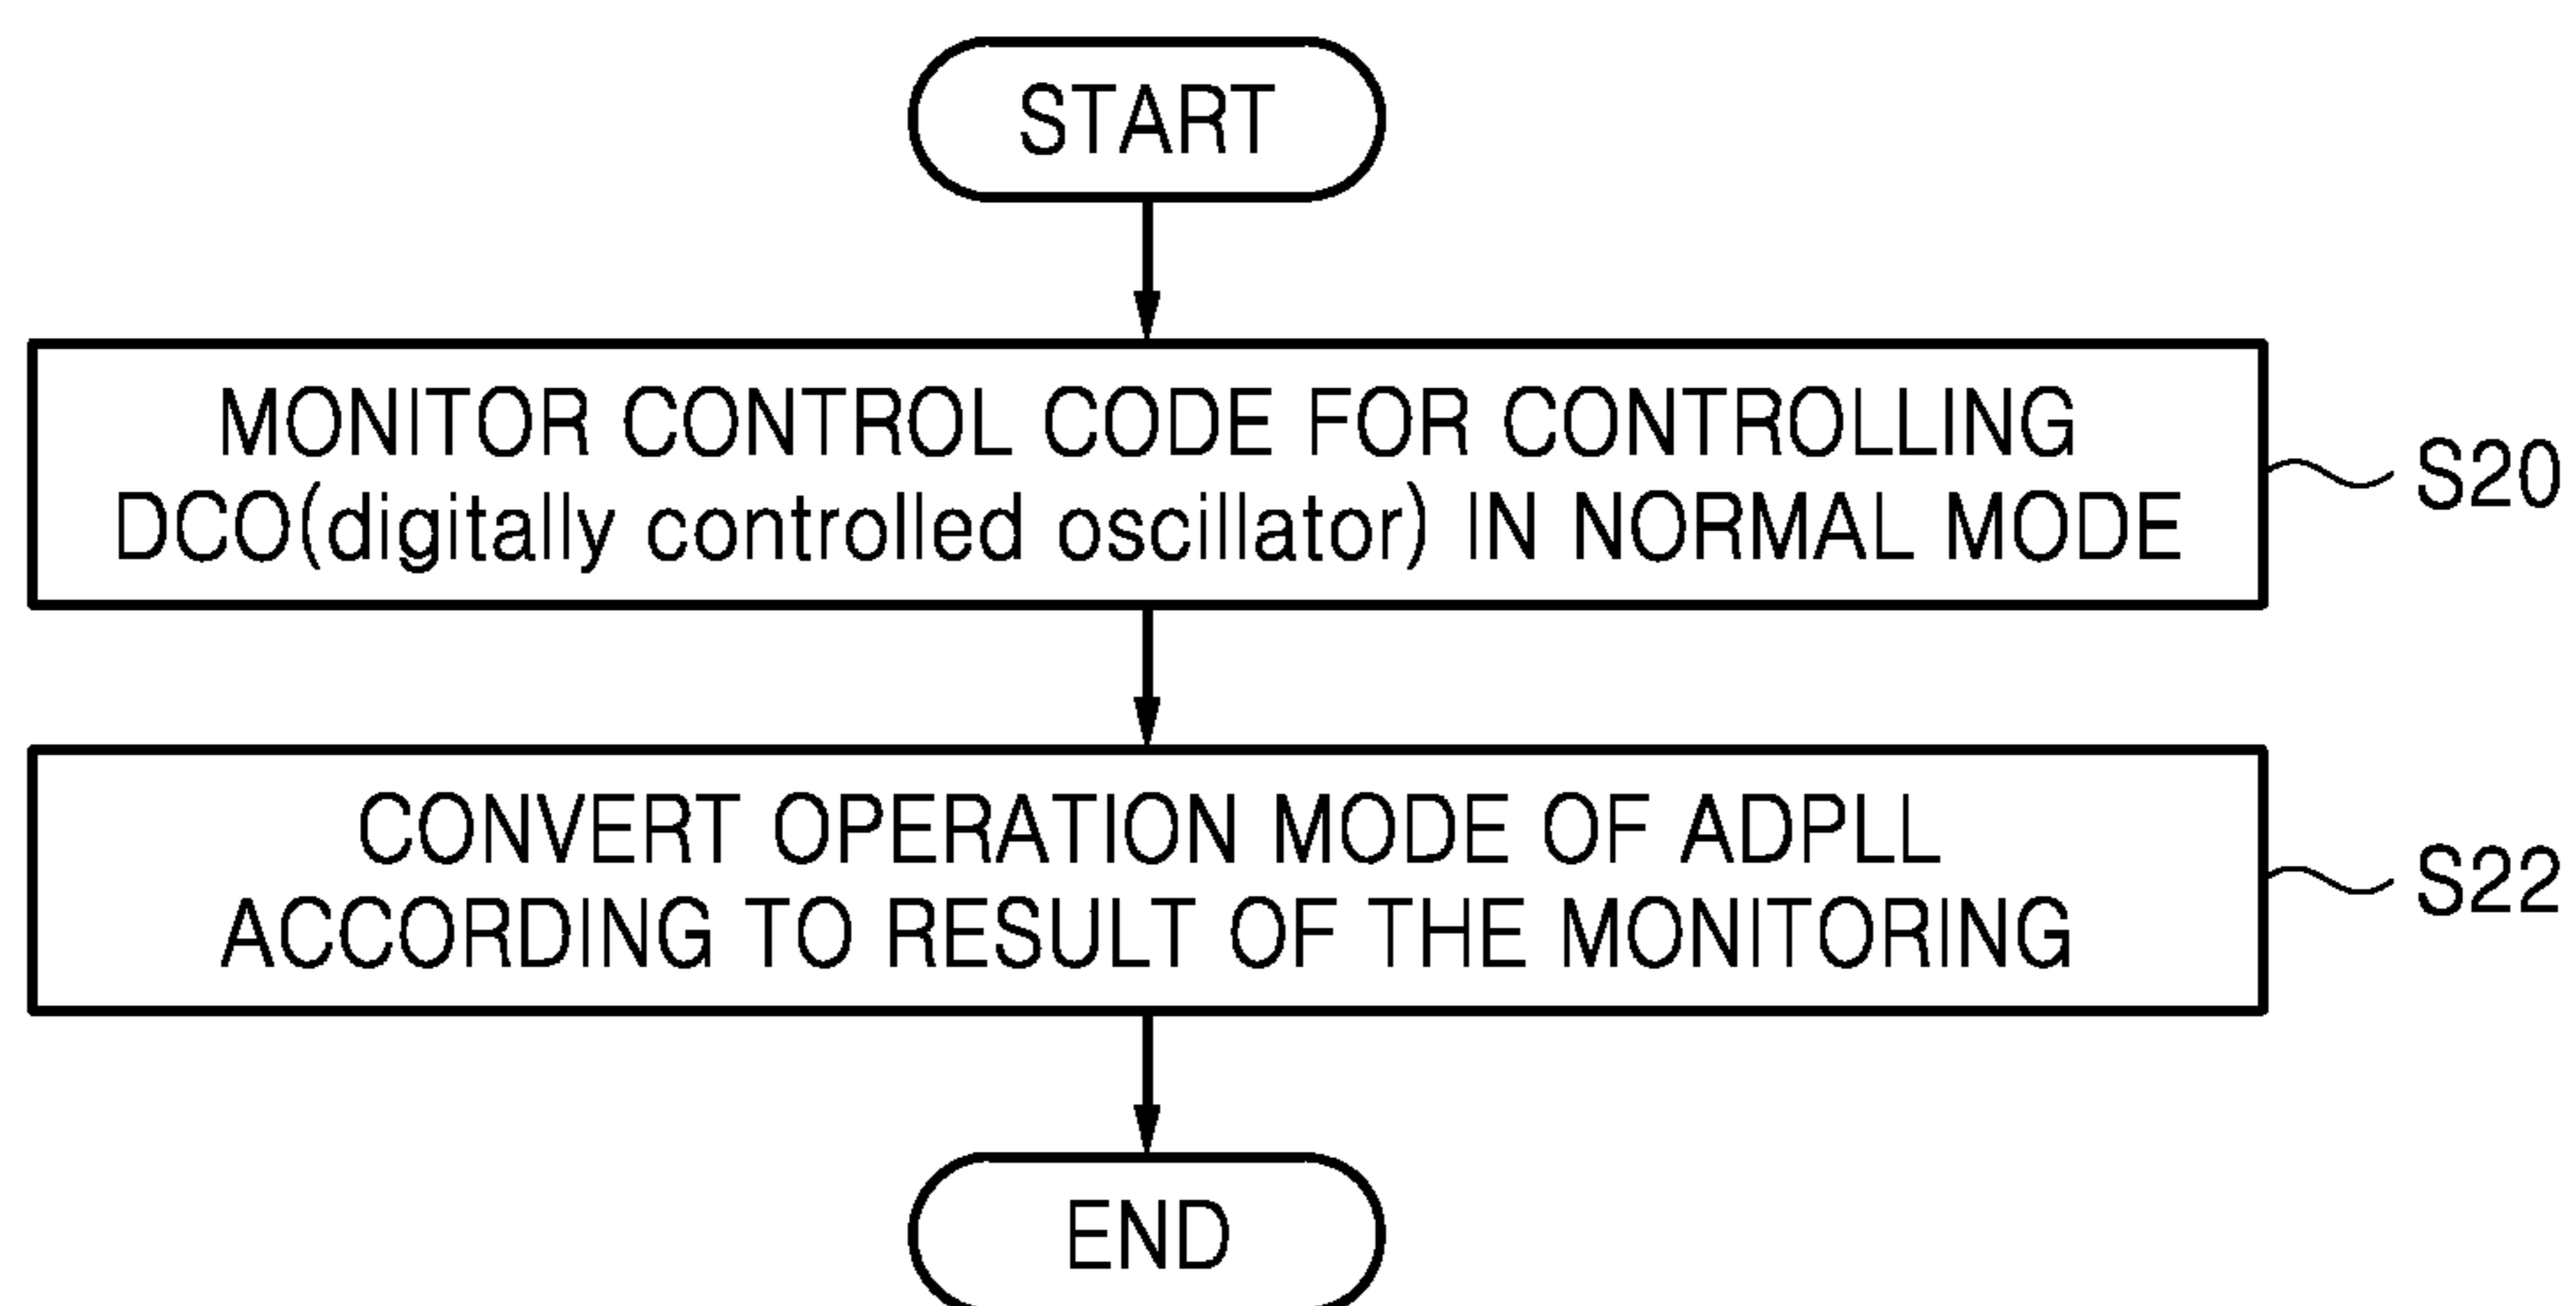 START
MONITOR CONTROL CODE FOR CONTROLLING
DCO(digitally controlled oscillator) IN NORMAL MODE
S20
CONVERT OPERATION MODE OF ADPLL
ACCORDING TO RESULT OF THE MONITORING
S22
END